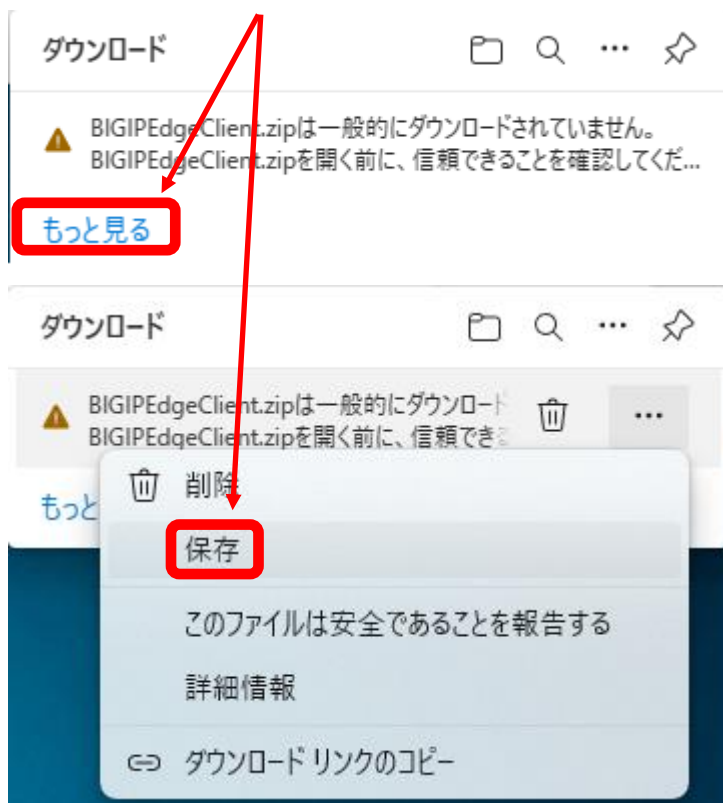 ダウンロード
BIGIPEdgeClient.zipは一般的にダウンロードされていません。
BIGIPEdgeClient.zipを開く前に、信頼できることを確認してくだ...
もっと見る
ダウンロード
BIGIPEdgeClient.zipは一般的にダウンロード
BIGIPEdgeClient.zipを開く前に、信頼でき
もっと
削除
保存
このファイルは安全であることを報告する
詳細情報
ダウンロード リンクのコピー